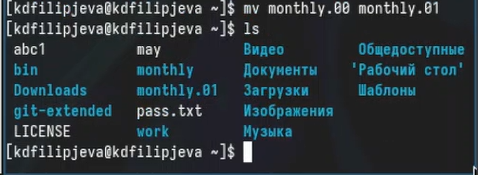 [kdfilipjeva@kdfilipjeva ~]$ mv monthly.00 monthly.01
[kdfilipjeva@kdfilipjeva ~]$ ls
abc1 may Видео Общедоступные
bin monthly Документы 'Рабочий стол'
Downloads monthly.01 Загрузки Шаблоны
git-extended pass.txt Изображения
LICENSE work Музыка
[kdfilipjeva@kdfilipjeva ~]$